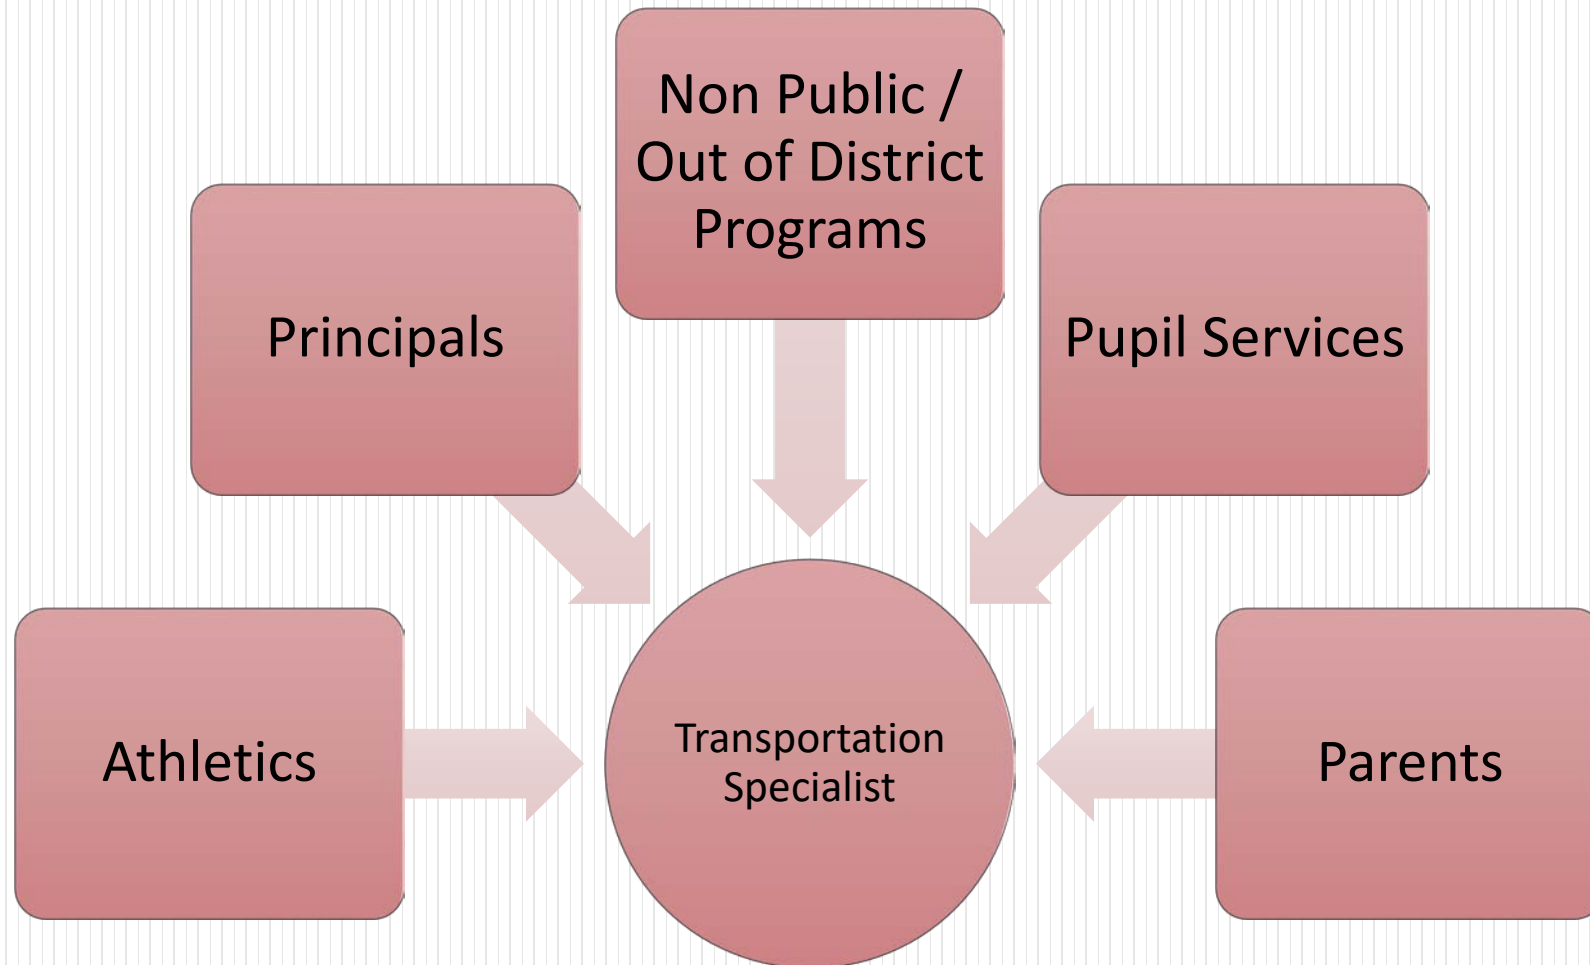 Non Public /
Out of District
Programs
Principals
Pupil Services
Athletics
Transportation
Specialist
Parents